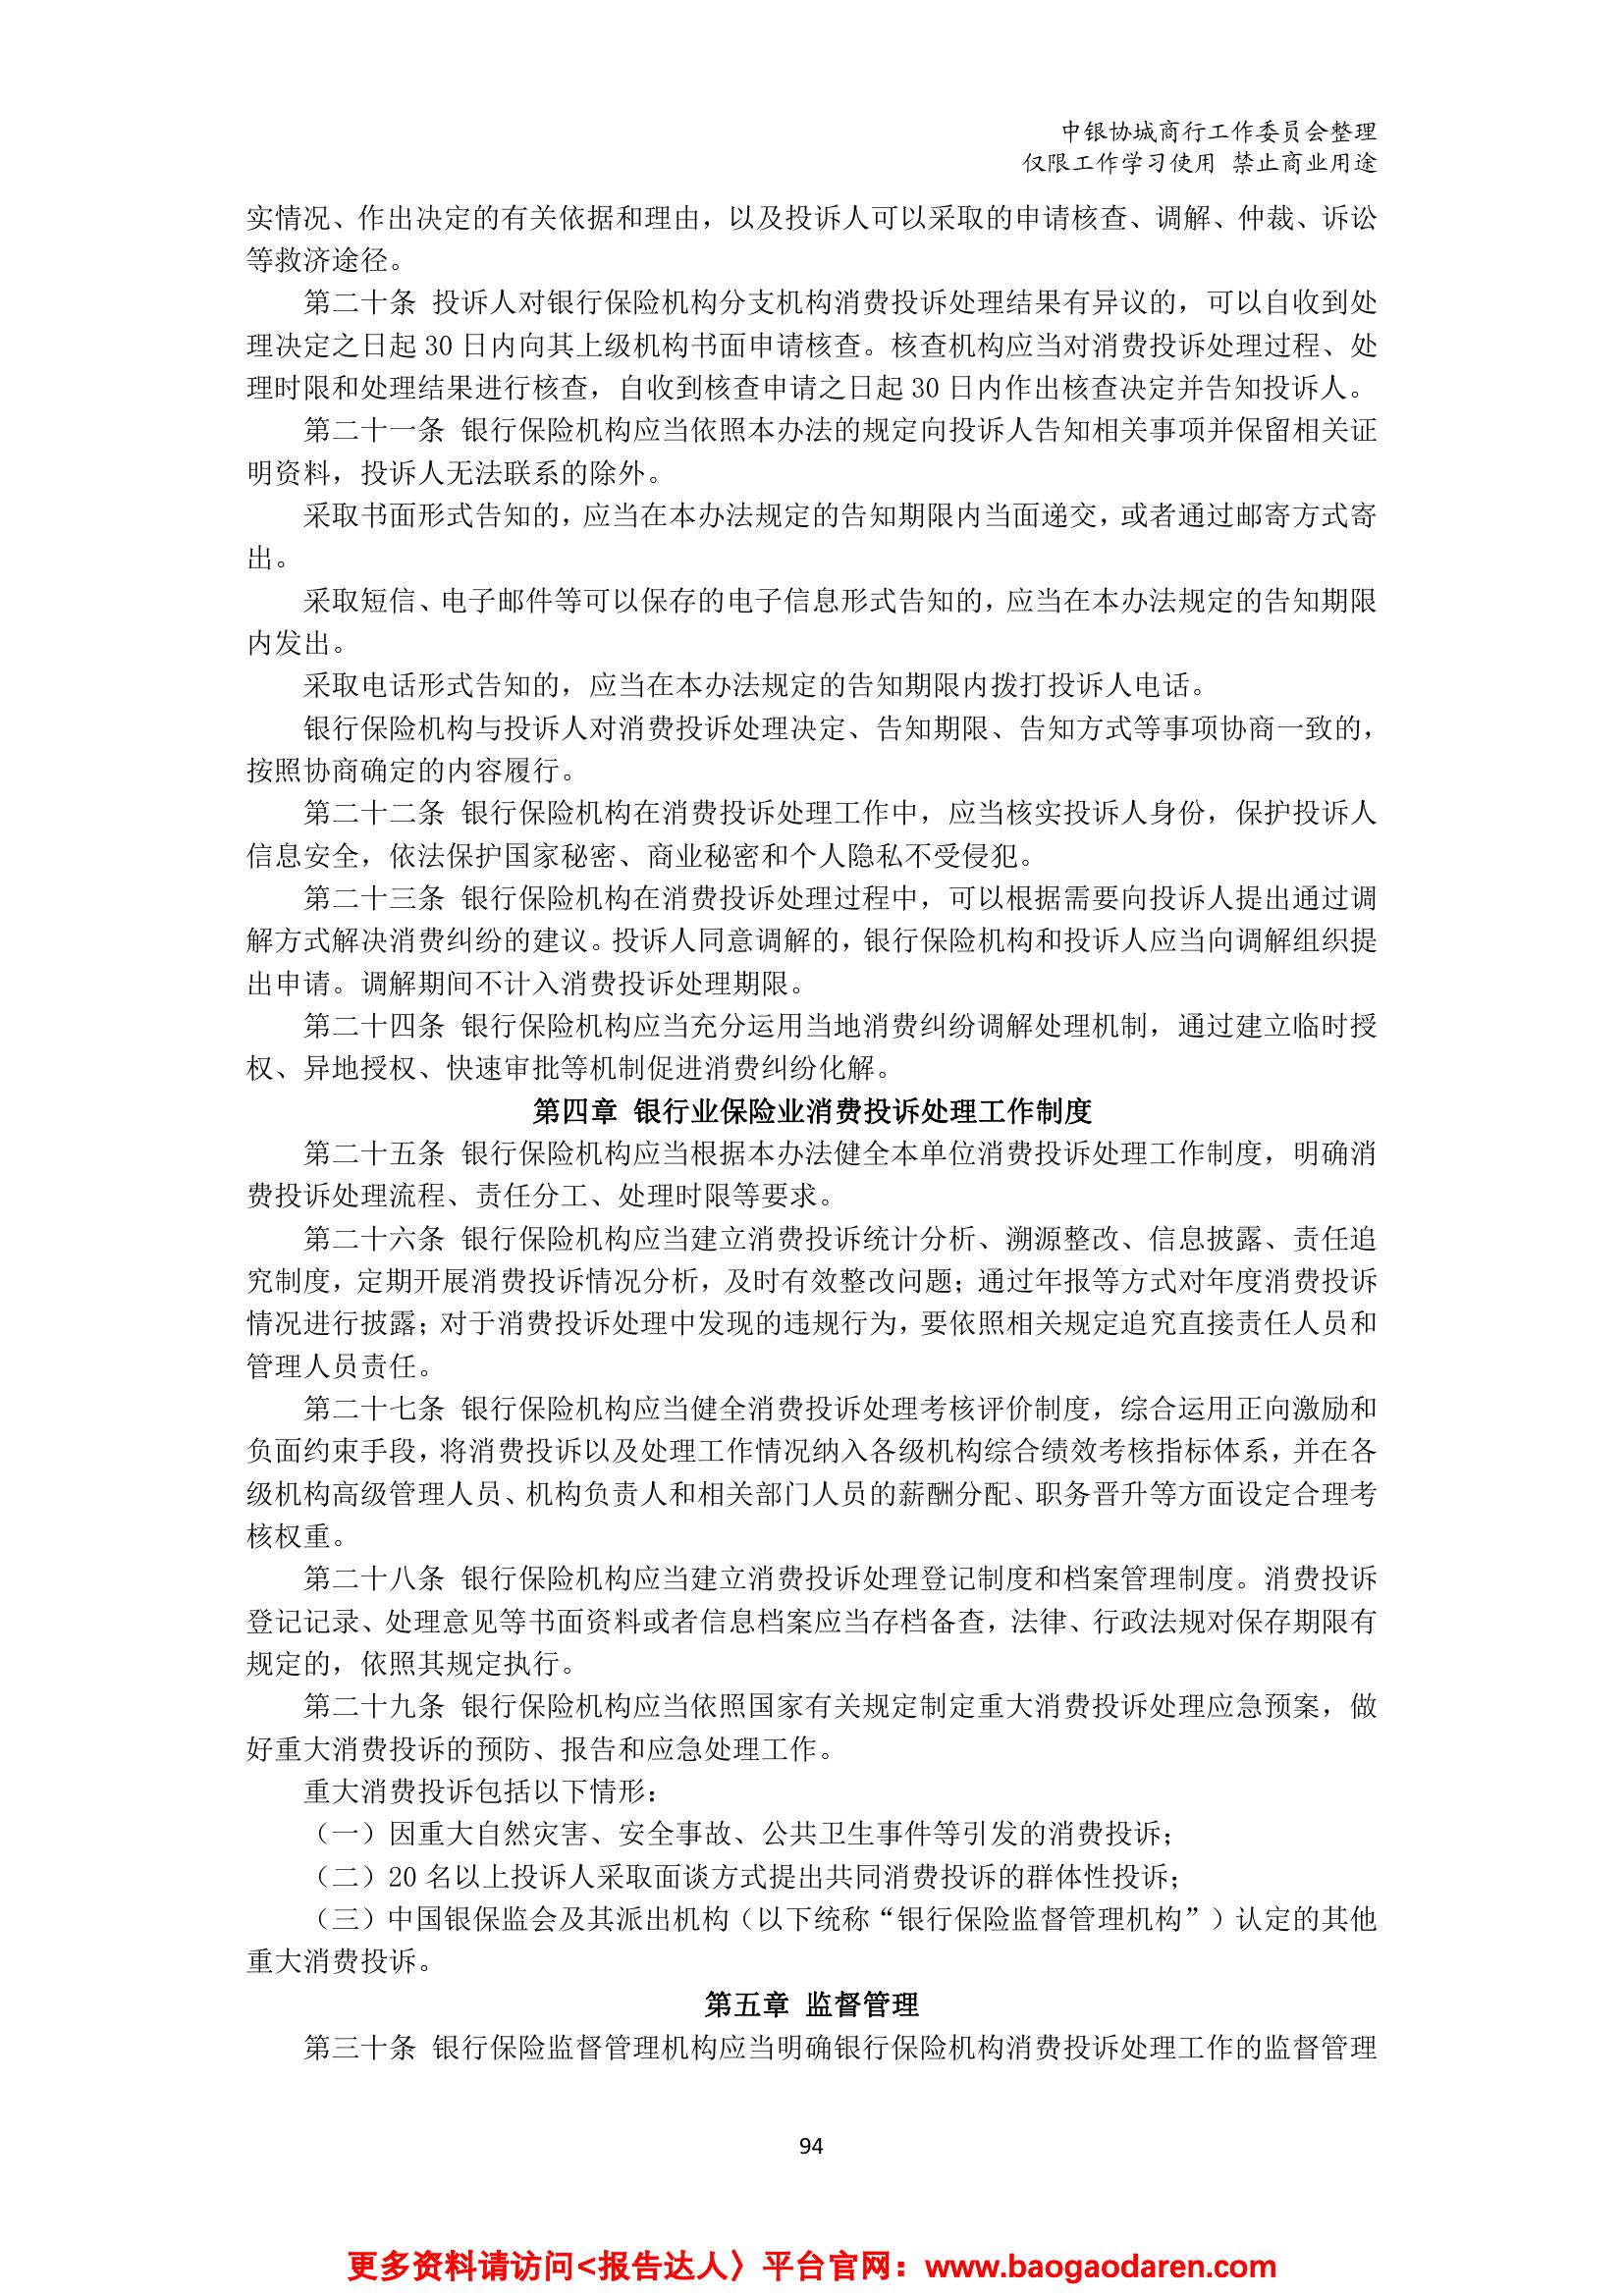 中银协城商行工作委员会整理
仅限工作学习使用 禁止商业用途
实情况、作出决定的有关依据和理由，以及投诉人可以采取的申请核查、调解、仲裁、诉讼
等救济途径。
第二十条 投诉人对银行保险机构分支机构消费投诉处理结果有异议的，可以自收到处
理决定之日起 30 日内向其上级机构书面申请核查。核查机构应当对消费投诉处理过程、处
理时限和处理结果进行核查，自收到核查申请之日起 30 日内作出核查决定并告知投诉人。
第二十一条 银行保险机构应当依照本办法的规定向投诉人告知相关事项并保留相关证
明资料，投诉人无法联系的除外。
采取书面形式告知的，应当在本办法规定的告知期限内当面递交，或者通过邮寄方式寄
出。
采取短信、电子邮件等可以保存的电子信息形式告知的，应当在本办法规定的告知期限
内发出。
采取电话形式告知的，应当在本办法规定的告知期限内拨打投诉人电话。
银行保险机构与投诉人对消费投诉处理决定、告知期限、告知方式等事项协商一致的，
按照协商确定的内容履行。
第二十二条 银行保险机构在消费投诉处理工作中，应当核实投诉人身份，保护投诉人
信息安全，依法保护国家秘密、商业秘密和个人隐私不受侵犯。
第二十三条 银行保险机构在消费投诉处理过程中，可以根据需要向投诉人提出通过调
解方式解决消费纠纷的建议。投诉人同意调解的，银行保险机构和投诉人应当向调解组织提
出申请。调解期间不计入消费投诉处理期限。
第二十四条 银行保险机构应当充分运用当地消费纠纷调解处理机制，通过建立临时授
权、异地授权、快速审批等机制促进消费纠纷化解。
第四章 银行业保险业消费投诉处理工作制度
第二十五条 银行保险机构应当根据本办法健全本单位消费投诉处理工作制度，明确消
费投诉处理流程、责任分工、处理时限等要求。
第二十六条 银行保险机构应当建立消费投诉统计分析、溯源整改、信息披露、责任追
究制度，定期开展消费投诉情况分析，及时有效整改问题；通过年报等方式对年度消费投诉
情况进行披露；对于消费投诉处理中发现的违规行为，要依照相关规定追究直接责任人员和
管理人员责任。
第二十七条 银行保险机构应当健全消费投诉处理考核评价制度，综合运用正向激励和
负面约束手段，将消费投诉以及处理工作情况纳入各级机构综合绩效考核指标体系，并在各
级机构高级管理人员、机构负责人和相关部门人员的薪酬分配、职务晋升等方面设定合理考
核权重。
第二十八条 银行保险机构应当建立消费投诉处理登记制度和档案管理制度。消费投诉
登记记录、处理意见等书面资料或者信息档案应当存档备查，法律、行政法规对保存期限有
规定的，依照其规定执行。
第二十九条 银行保险机构应当依照国家有关规定制定重大消费投诉处理应急预案，做
好重大消费投诉的预防、报告和应急处理工作。
重大消费投诉包括以下情形：
（一）因重大自然灾害、安全事故、公共卫生事件等引发的消费投诉；
（二）20 名以上投诉人采取面谈方式提出共同消费投诉的群体性投诉；
（三）中国银保监会及其派出机构（以下统称“银行保险监督管理机构”）认定的其他
重大消费投诉。
第五章 监督管理
第三十条 银行保险监督管理机构应当明确银行保险机构消费投诉处理工作的监督管理
94
更多资料请访问<报告达人〉平台官网：www.baogaodaren.com